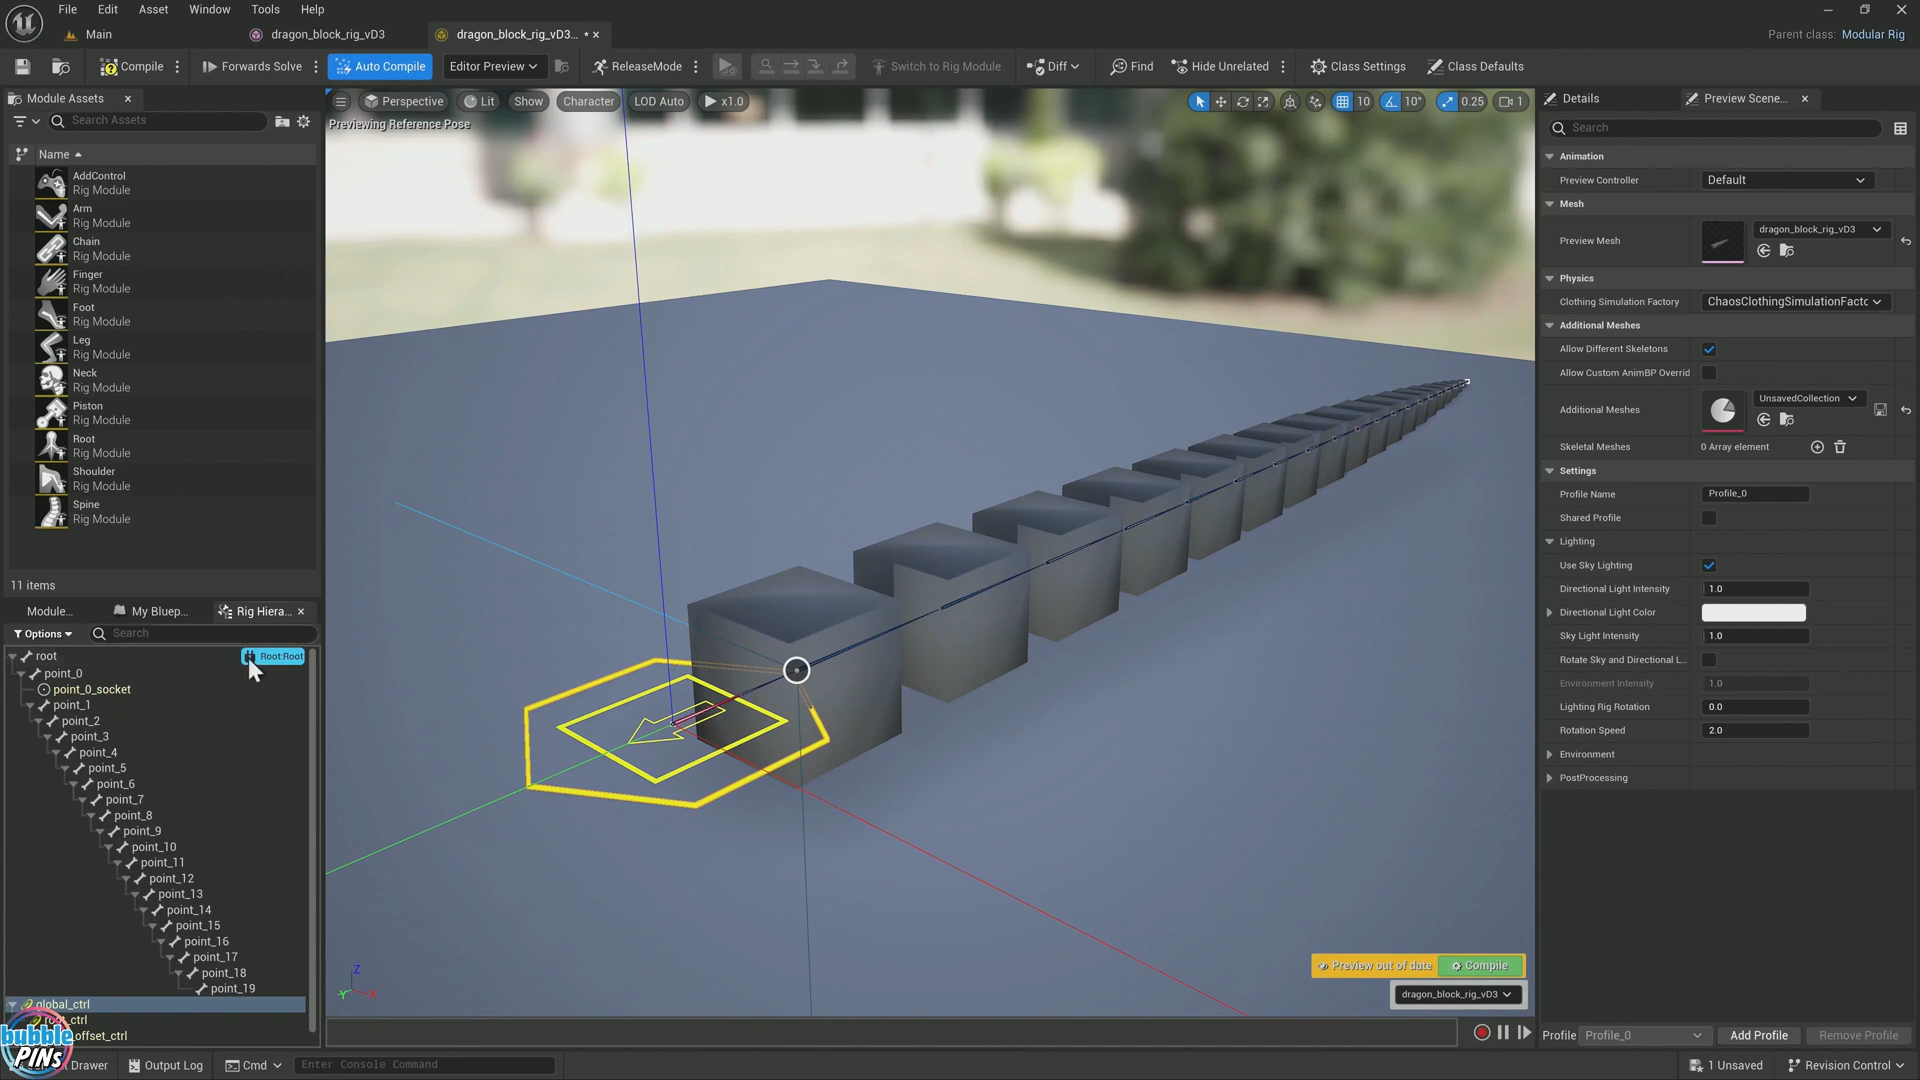 File Edit Asset Window Tools Help
Main
dragon_block_rig_vD3
dragon_block_rig_vD3... *
Parent class: Modular Rig
Compile
Forwards Solve
Auto Compile
Editor Preview
ReleaseMode
Switch to Rig Module
Diff
Find
Hide Unrelated
Class Settings
Class Defaults
Module Assets
Search Assets
Name
AddControl
Rig Module
Arm
Rig Module
Chain
Rig Module
Finger
Rig Module
Foot
Rig Module
Leg
Rig Module
Neck
Rig Module
Piston
Rig Module
Root
Rig Module
Shoulder
Rig Module
Spine
Rig Module
11 items
Module...
My Bluep...
Rig Hiera...
Options
Search
root
Root:Root
point_0
point_0_socket
point_1
point_2
point_3
point_4
point_5
point_6
point_7
point_8
point_9
point_10
point_11
point_12
point_13
point_14
point_15
point_16
point_17
point_18
point_19
global_ctrl
root_ctrl
offset_ctrl
bubble
PINS
Drawer
Output Log
Cmd
Enter Console Command
Perspective
Lit
Show
Character
LOD Auto
x1.0
10
10°
0.25
1
Previewing Reference Pose
Z
Y
X
Preview out of date
Compile
dragon_block_rig_vD3
Details
Preview Scene...
Search
Animation
Preview Controller
Default
Mesh
Preview Mesh
dragon_block_rig_vD3
Physics
Clothing Simulation Factory
ChaosClothingSimulationFactc
Additional Meshes
Allow Different Skeletons
Allow Custom AnimBP Overrid
Additional Meshes
UnsavedCollection
Skeletal Meshes
0 Array element
Settings
Profile Name
Profile_0
Shared Profile
Lighting
Use Sky Lighting
Directional Light Intensity
1.0
Directional Light Color
Sky Light Intensity
1.0
Rotate Sky and Directional L...
Environment Intensity
1.0
Lighting Rig Rotation
0.0
Rotation Speed
2.0
Environment
PostProcessing
Profile
Profile_0
Add Profile
Remove Profile
1 Unsaved
Revision Control